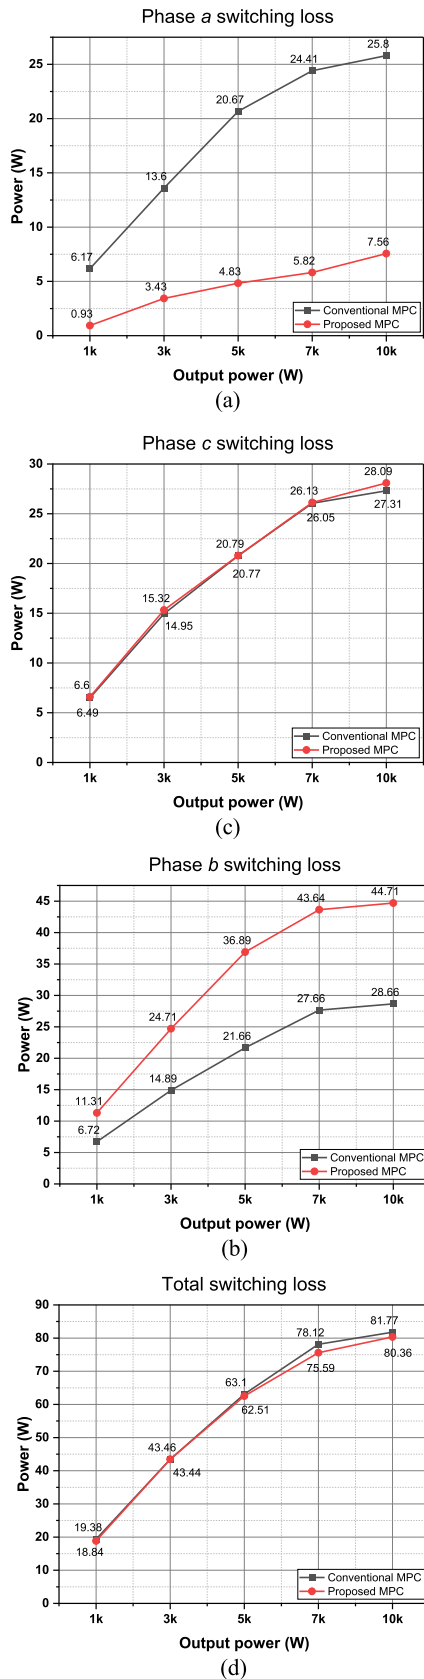 Phase a switching loss
Power (W)
25
20
15
10
5
0
6.17
13.6
20.67
24.41
25.8
0.93
3.43
4.83
5.82
7.56
Conventional MPC
Proposed MPC
1k 3k 5k 7k 10k
Output power (W)
(a)
Phase c switching loss
Power (W)
30
25
20
15
10
5
0
6.6
15.32
20.79
26.13
28.09
6.49
14.95
20.77
26.05
27.31
Conventional MPC
Proposed MPC
1k 3k 5k 7k 10k
Output power (W)
(c)
Phase b switching loss
Power (W)
45
40
35
30
25
20
15
10
5
0
11.31
24.71
36.89
43.64
44.71
6.72
14.89
21.66
27.66
28.66
Conventional MPC
Proposed MPC
1k 3k 5k 7k 10k
Output power (W)
(b)
Total switching loss
Power (W)
90
80
70
60
50
40
30
20
10
0
19.38
43.46
63.1
78.12
81.77
18.84
43.44
62.51
75.59
80.36
Conventional MPC
Proposed MPC
1k 3k 5k 7k 10k
Output power (W)
(d)